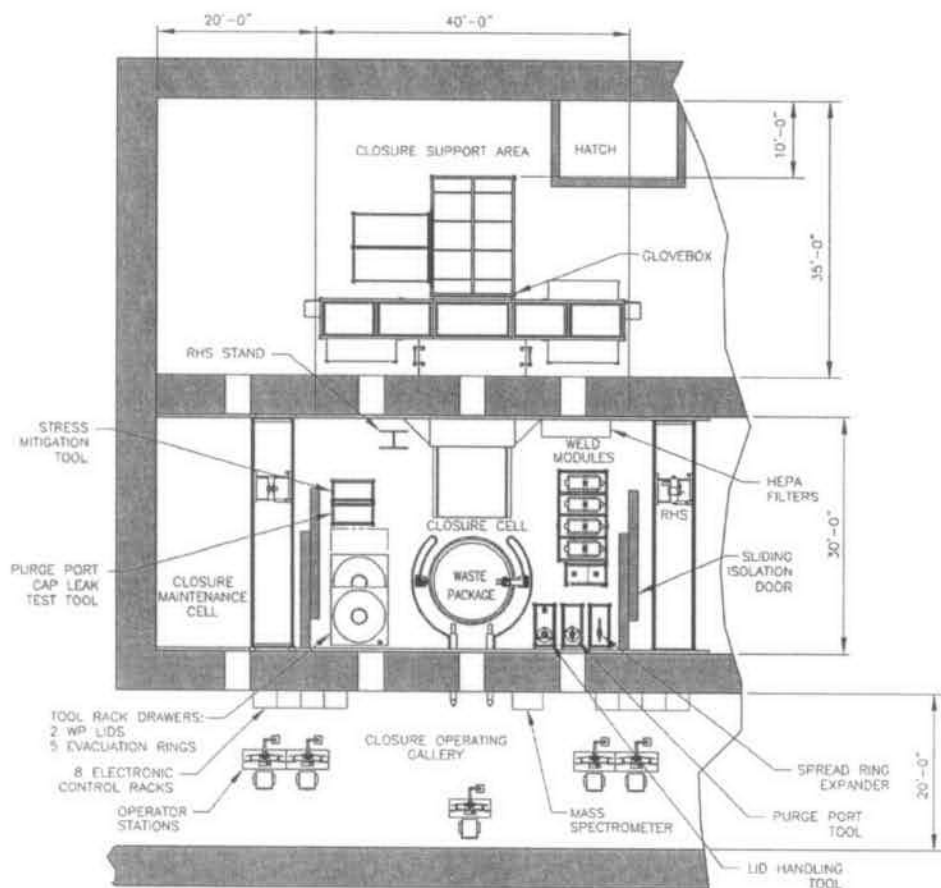 20'-0"
40'-0"
10'-0"
35'-0"
CLOSURE SUPPORT AREA
HATCH
GLOVEBOX
RHS STAND
STRESS
MITIGATION
TOOL
WELD
MODULES
HEPA
FILTERS
RHS
CLOSURE CELL
30'-0"
PURGE PORT
CAP LEAK
TEST TOOL
CLOSURE
MAINTENANCE
CELL
WASTE
PACKAGE
SLIDING
ISOLATION
DOOR
TOOL RACK DRAWERS:
2 WP LIDS
5 EVACUATION RINGS
CLOSURE OPERATING
GALLERY
8 ELECTRONIC
CONTROL RACKS
OPERATOR
STATIONS
MASS
SPECTROMETER
SPREAD RING
EXPANDER
PURGE PORT
TOOL
LID HANDLING
TOOL
20'-0"